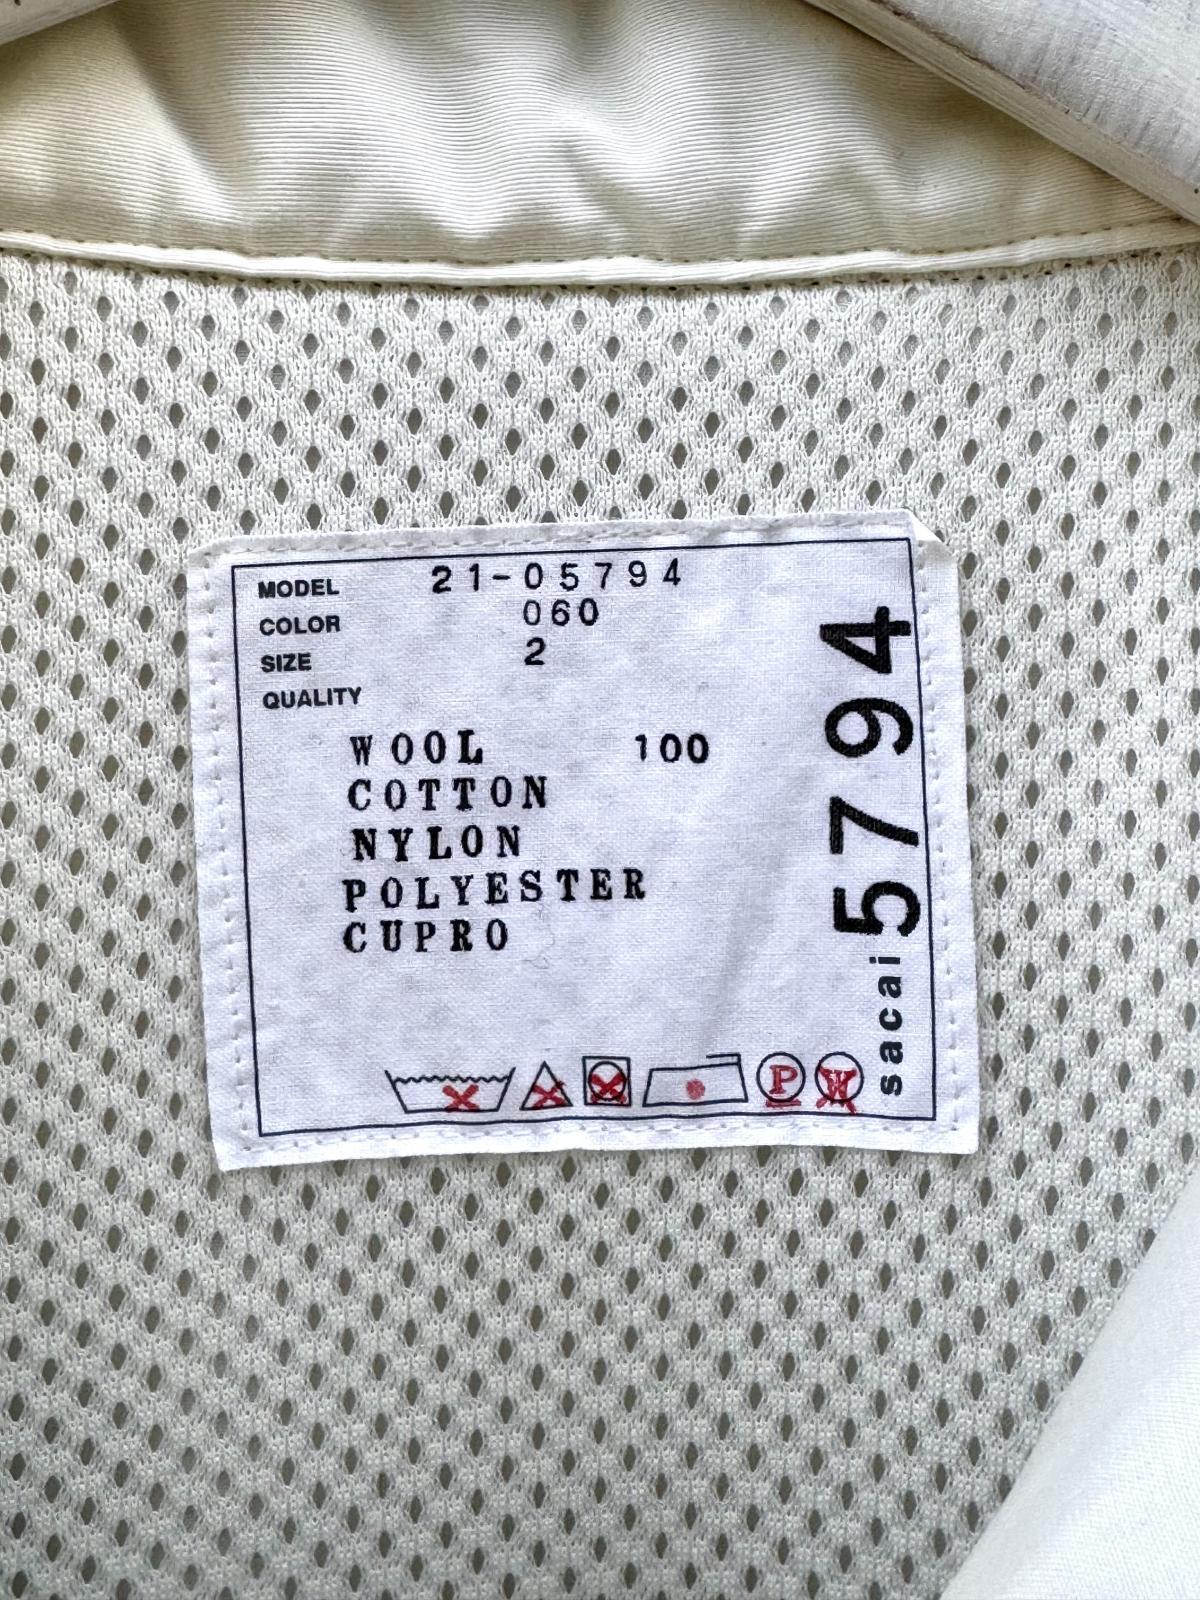 MODEL 21-05794
COLOR 060
SIZE 2
QUALITY
WOOL 100
COTTON
NYLON
POLYESTER
CUPRO
P W
sacai 5794